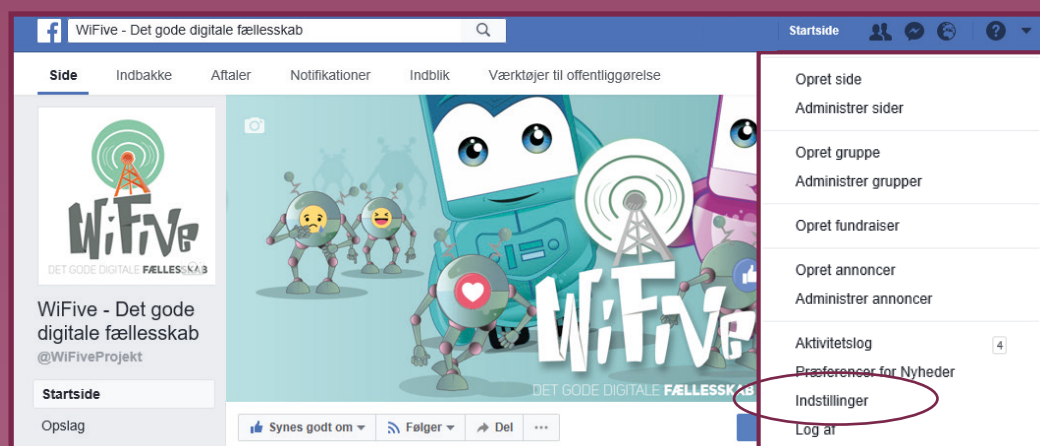 WiFive - Det gode digitale fællesskab
Startside
Side Indbakke Aftaler Notifikationer Indblik Værktøjer til offentliggørelse
WiFive
DET GODE DIGITALE FÆLLESSKAB
WiFive - Det gode
digitale fællesskab
@WiFiveProjekt
Startside
Opslag
WiFive
DET GODE DIGITALE FÆLLESSKAB
Synes godt om Følger Del ...
Opret side
Administrer sider
Opret gruppe
Administrer grupper
Opret fundraiser
Opret annoncer
Administrer annoncer
Aktivitetslog 4
Præferencer for Nyheder
Indstillinger
Log af